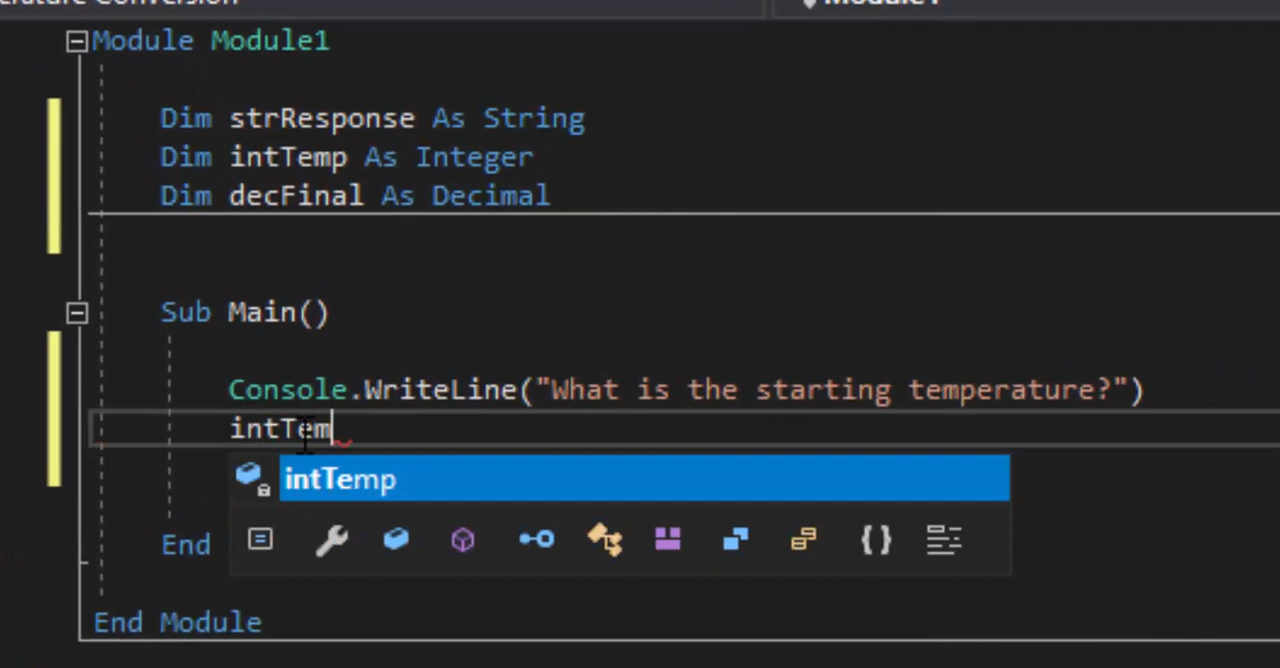 Module Module1
Dim strResponse As String
Dim intTemp As Integer
Dim decFinal As Decimal
Sub Main()
Console.WriteLine("What is the starting temperature?")
intTem
intTemp
End
End Module